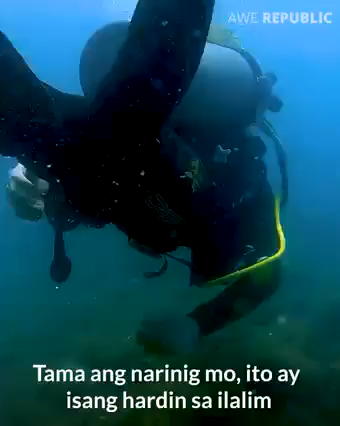 AWE REPUBLIC
Tama ang narinig mo, ito ay
isang hardin sa ilalim